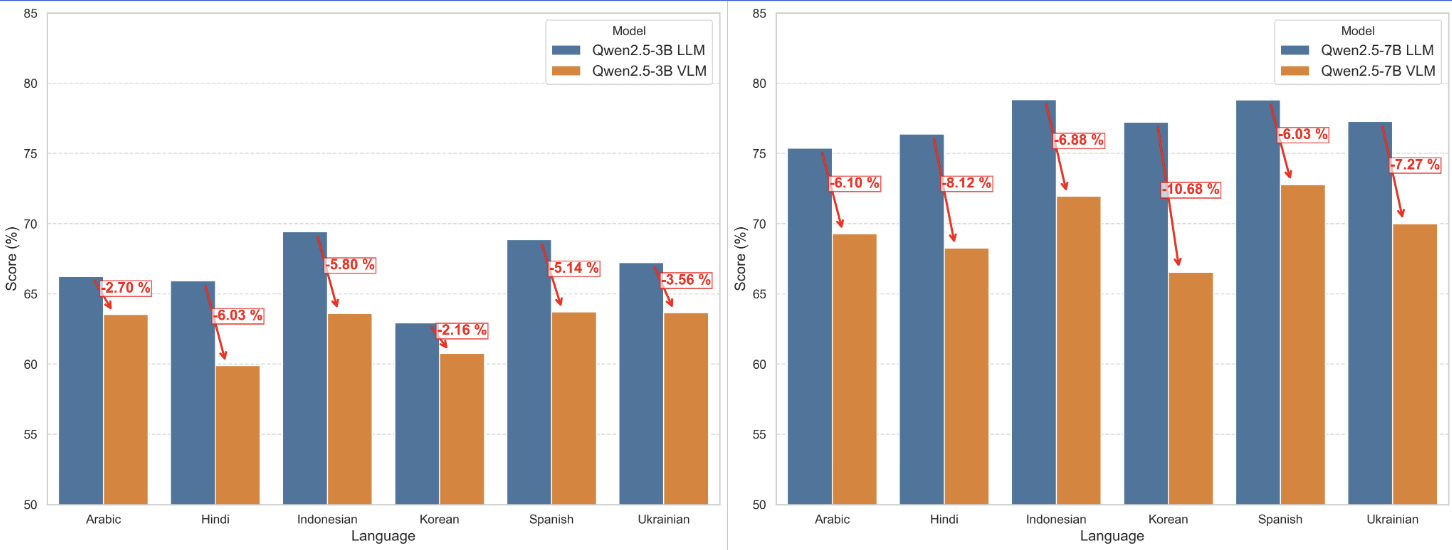 85
80
75
70
65
60
55
50
Score (%)
Model
Qwen2.5-3B LLM
Qwen2.5-3B VLM
-2.70 %
-6.03 %
-5.80 %
-2.16 %
-5.14 %
-3.56 %
Arabic
Hindi
Indonesian
Korean
Spanish
Ukrainian
Language
85
80
75
70
65
60
55
50
Score (%)
Model
Qwen2.5-7B LLM
Qwen2.5-7B VLM
-6.10 %
-8.12 %
-6.88 %
-10.68 %
-6.03 %
-7.27 %
Arabic
Hindi
Indonesian
Korean
Spanish
Ukrainian
Language